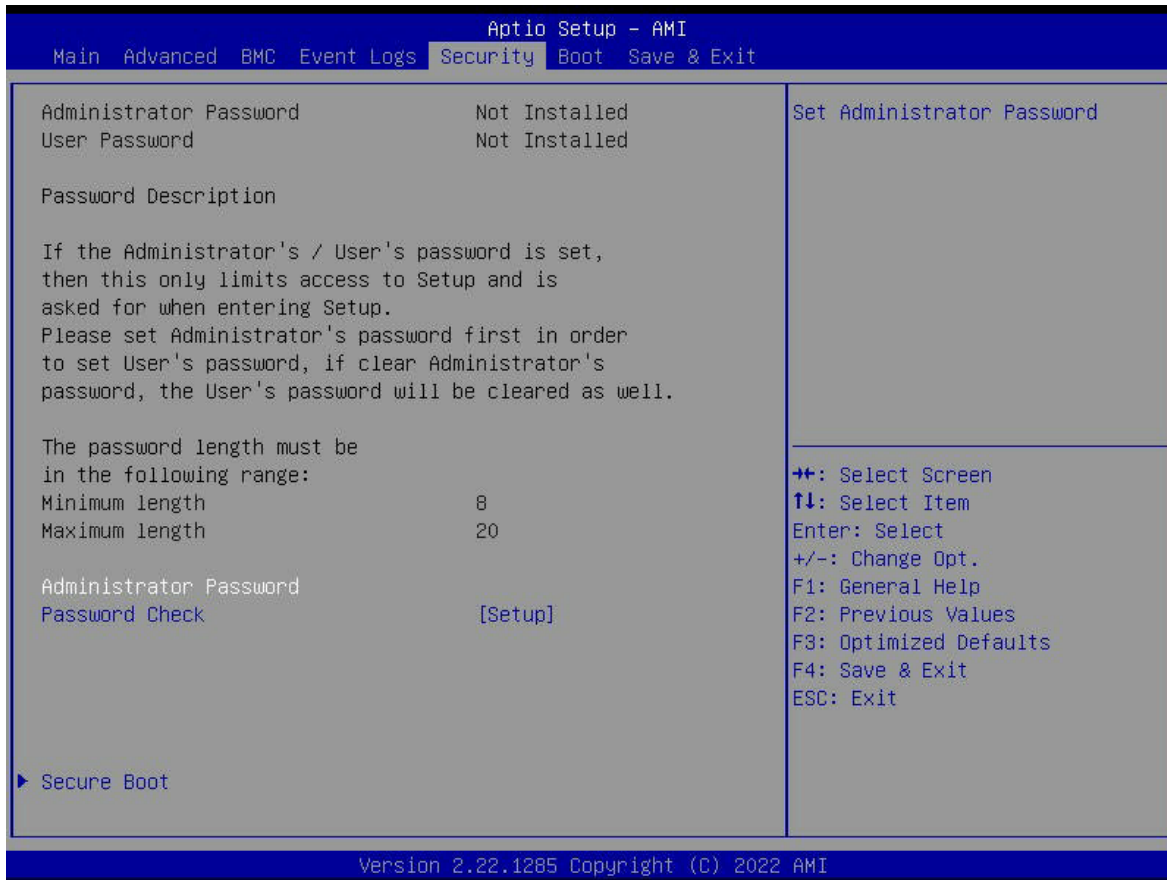 Aptio Setup – AMI
Main Advanced BMC Event Logs Security Boot Save & Exit
Administrator Password Not Installed
User Password Not Installed
Password Description
If the Administrator's / User's password is set,
then this only limits access to Setup and is
asked for when entering Setup.
Please set Administrator's password first in order
to set User's password, if clear Administrator's
password, the User's password will be cleared as well.
The password length must be
in the following range:
Minimum length 8
Maximum length 20
Administrator Password
Password Check [Setup]
Secure Boot
Set Administrator Password
→←: Select Screen
↑↓: Select Item
Enter: Select
+/-: Change Opt.
F1: General Help
F2: Previous Values
F3: Optimized Defaults
F4: Save & Exit
ESC: Exit
Version 2.22.1285 Copyright (C) 2022 AMI